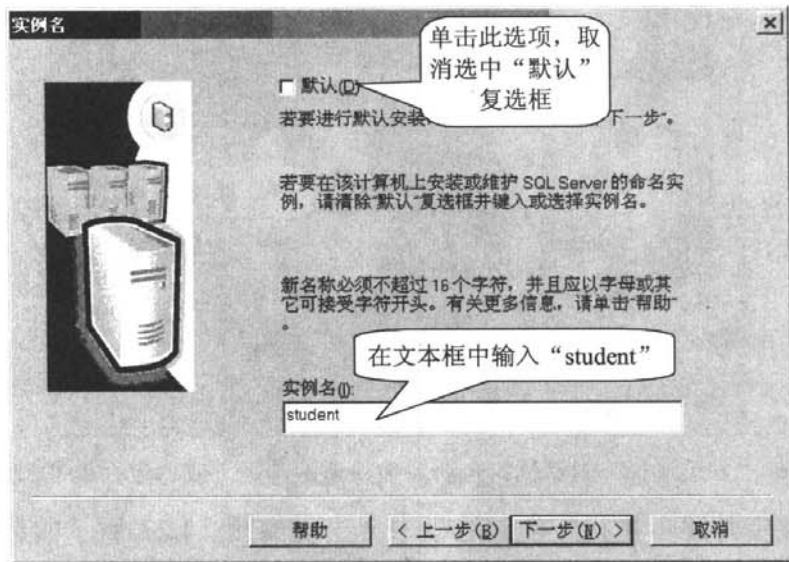 实例名
单击此选项，取
消选中“默认”
复选框
默认(D)
若要进行默认安装
下一步”。
若要在该计算机上安装或维护 SQL Server 的命名实
例，请清除“默认”复选框并键入或选择实例名。
新名称必须不超过 16 个字符，并且应以字母或其
它可接受字符开头。有关更多信息，请单击“帮助”
。
在文本框中输入“student”
实例名(I):
student
帮助
< 上一步(B)
下一步(N) >
取消